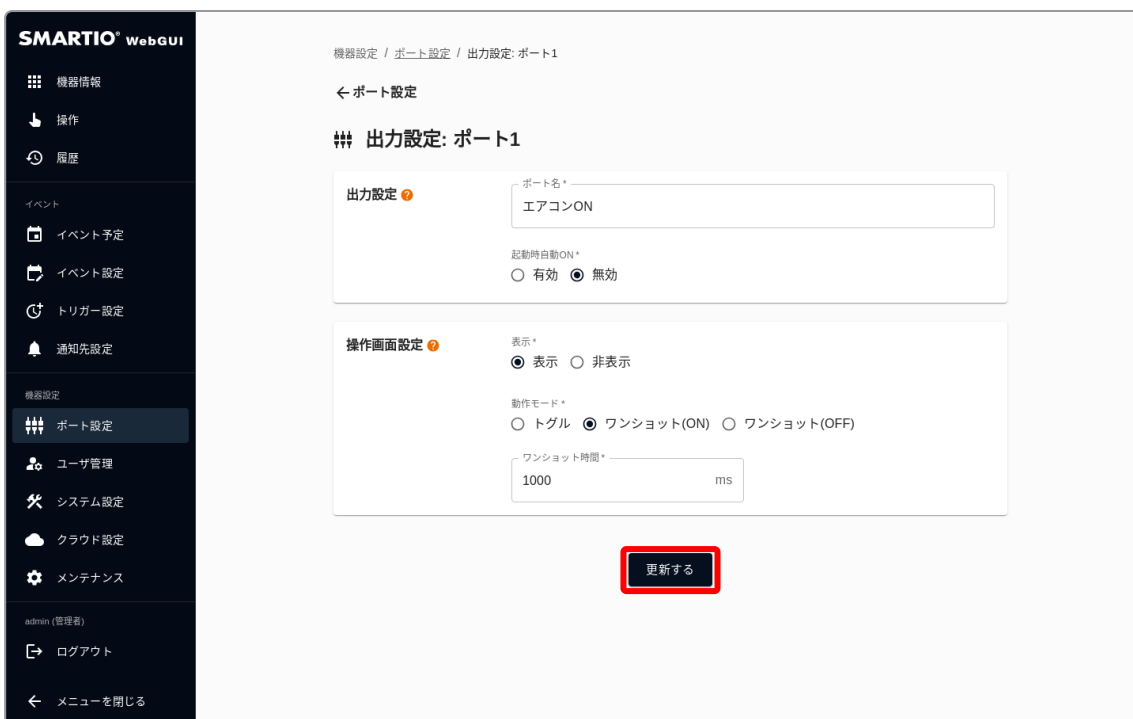 SMARTIO® WebGUI
機器情報
操作
履歴
イベント
イベント予定
イベント設定
トリガー設定
通知先設定
機器設定
ポート設定
ユーザ管理
システム設定
クラウド設定
メンテナンス
admin (管理者)
ログアウト
メニューを閉じる
機器設定 / ポート設定 / 出力設定: ポート1
←ポート設定
出力設定: ポート1
出力設定 ?
ポート名*
エアコンON
起動時自動ON*
有効 無効
操作画面設定 ?
表示*
表示 非表示
動作モード*
トグル ワンショット(ON) ワンショット(OFF)
ワンショット時間*
1000 ms
更新する